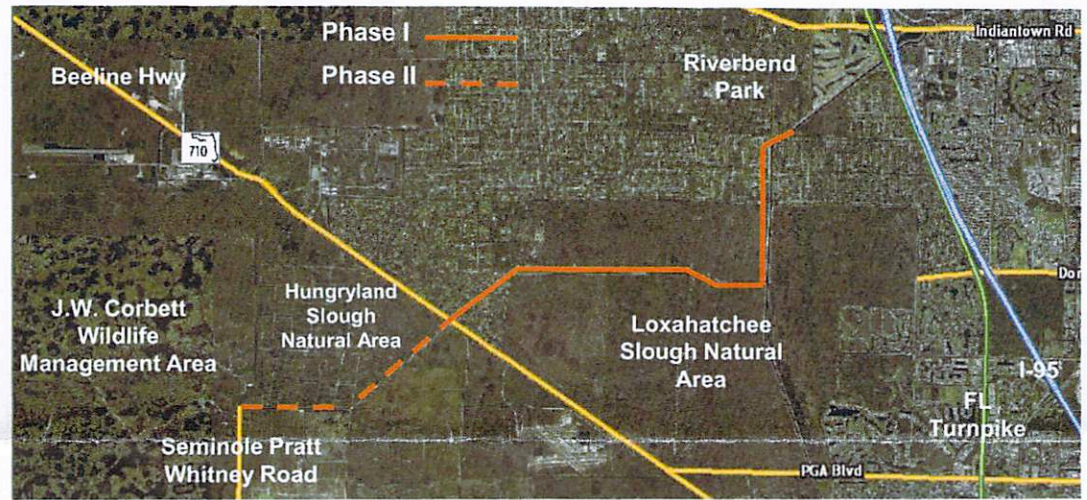 Phase I
Indiantown Rd
Beeline Hwy
Phase II
Riverbend
Park
710
J.W. Corbett
Wildlife
Management Area
Hungryland
Slough
Natural Area
Loxahatchee
Slough Natural
Area
Dor
I-95
FL
Turnpike
Seminole Pratt
Whitney Road
PGA Blvd